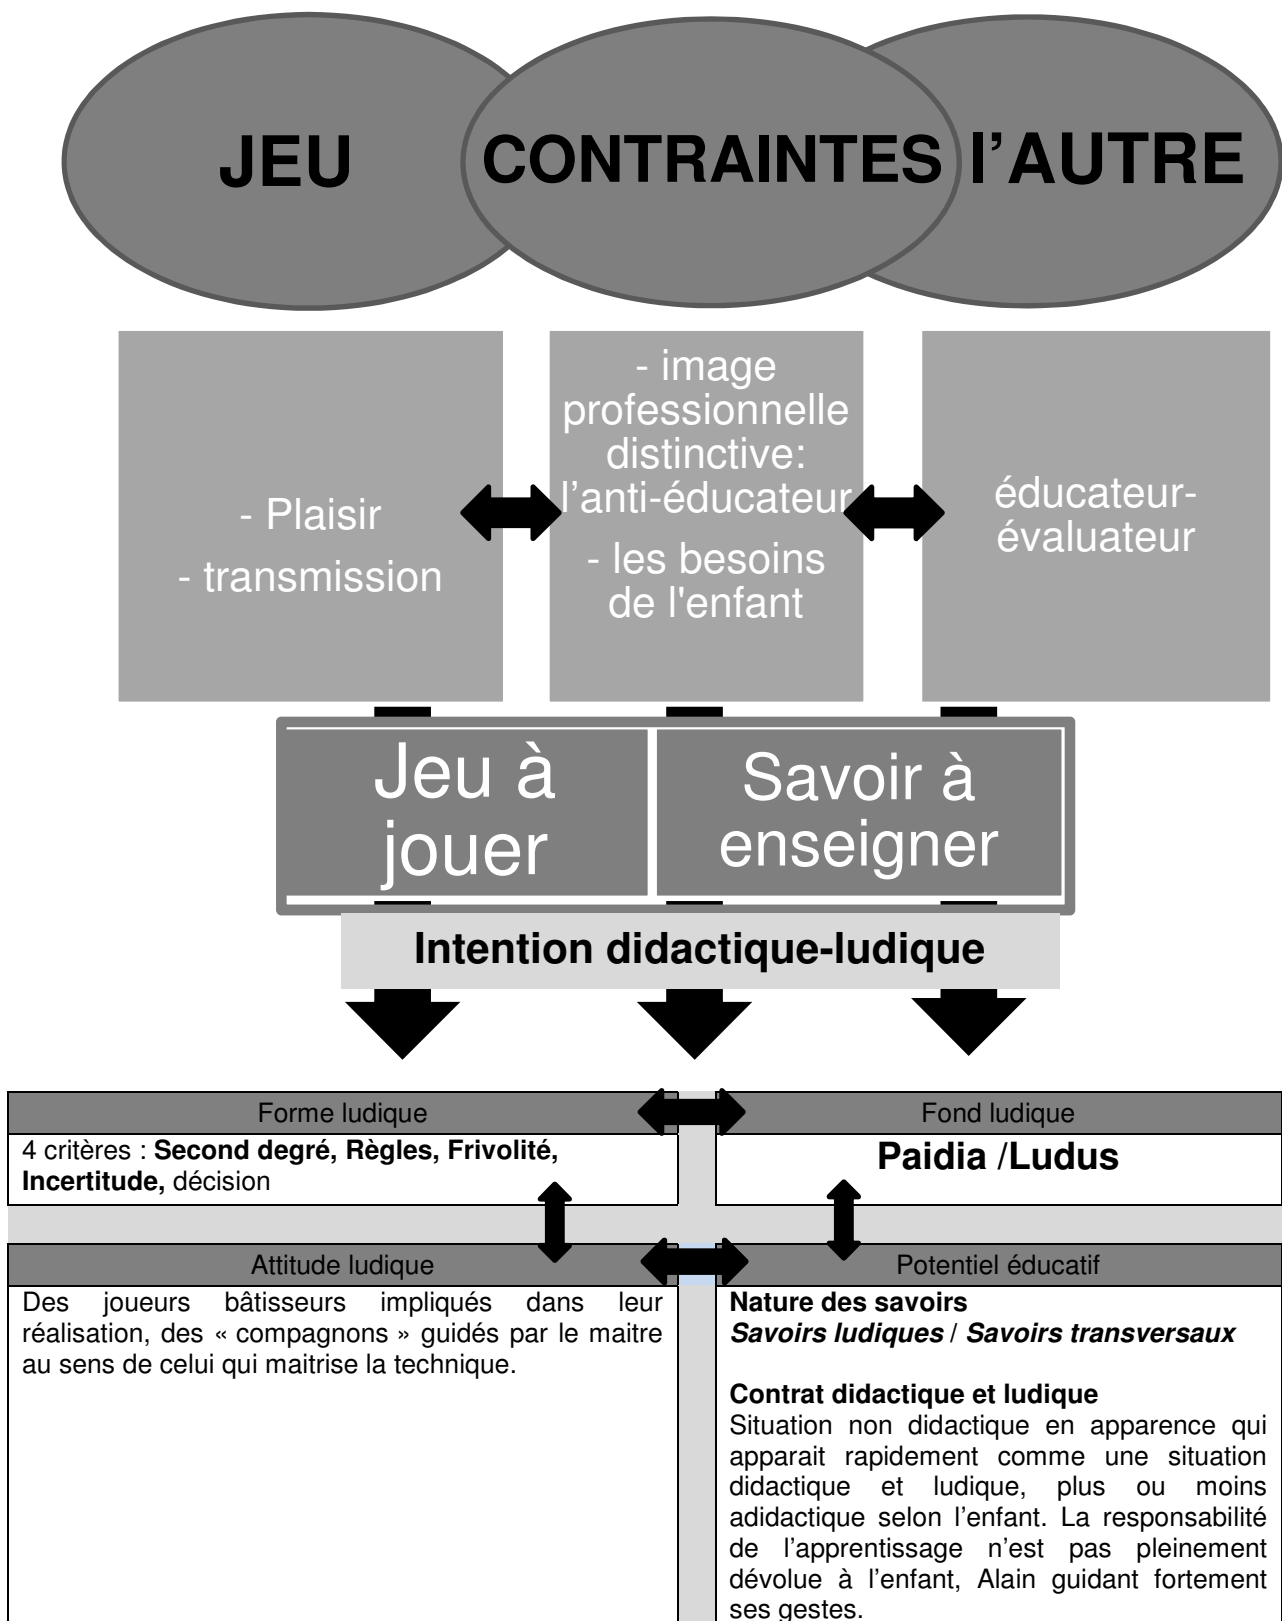 JEU
CONTRAINTES
l'AUTRE
- Plaisir
- transmission
- image
professionnelle
distinctive:
l'anti-éducateur
- les besoins
de l'enfant
éducateur-
évaluateur
Jeu à
jouer
Savoir à
enseigner
Intention didactique-ludique
Forme ludique
4 critères : Second degré, Règles, Frivolité,
Incertitude, décision
Fond ludique
Paidia /Ludus
Attitude ludique
Des joueurs bâtisseurs impliqués dans leur
réalisation, des « compagnons » guidés par le maitre
au sens de celui qui maitrise la technique.
Potentiel éducatif
Nature des savoirs
Savoirs ludiques / Savoirs transversaux
Contrat didactique et ludique
Situation non didactique en apparence qui
apparait rapidement comme une situation
didactique et ludique, plus ou moins
adidactique selon l'enfant. La responsabilité
de l'apprentissage n'est pas pleinement
dévolue à l'enfant, Alain guidant fortement
ses gestes.